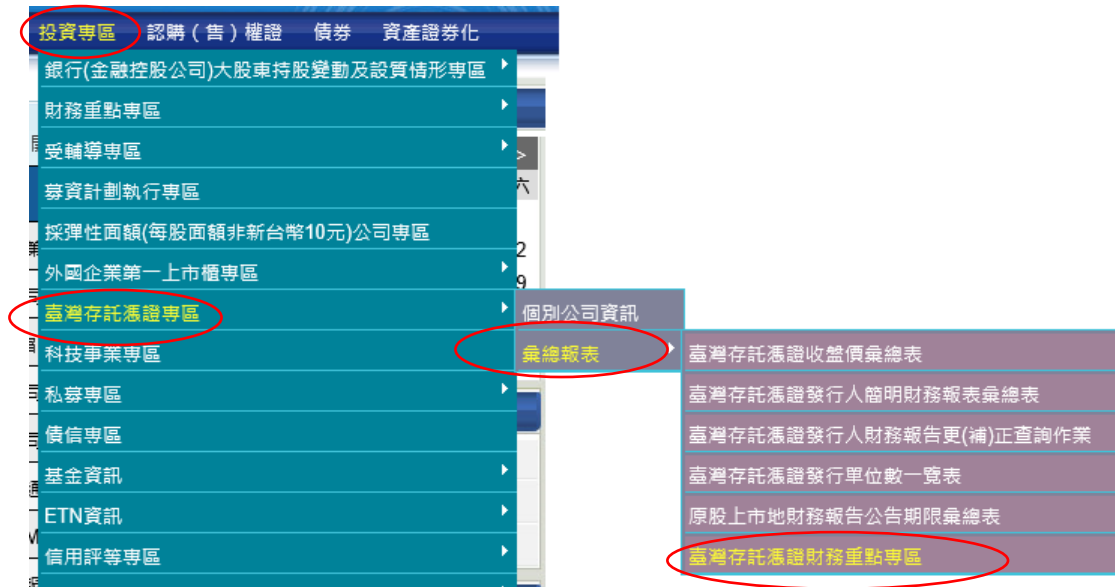 投資專區 認購(售)權證 債券 資產證券化
銀行(金融控股公司)大股東持股變動及設質情形專區
財務重點專區
受輔導專區
>
六
募資計劃執行專區
採彈性面額(每股面額非新台幣10元)公司專區
2
外國企業第一上市櫃專區
9
臺灣存託憑證專區
個別公司資訊
科技事業專區
彙總報表
臺灣存託憑證收盤價彙總表
私募專區
臺灣存託憑證發行人簡明財務報表彙總表
債信專區
臺灣存託憑證發行人財務報告更(補)正查詢作業
基金資訊
臺灣存託憑證發行單位數一覽表
ETN資訊
原股上市地財務報告公告期限彙總表
信用評等專區
臺灣存託憑證財務重點專區